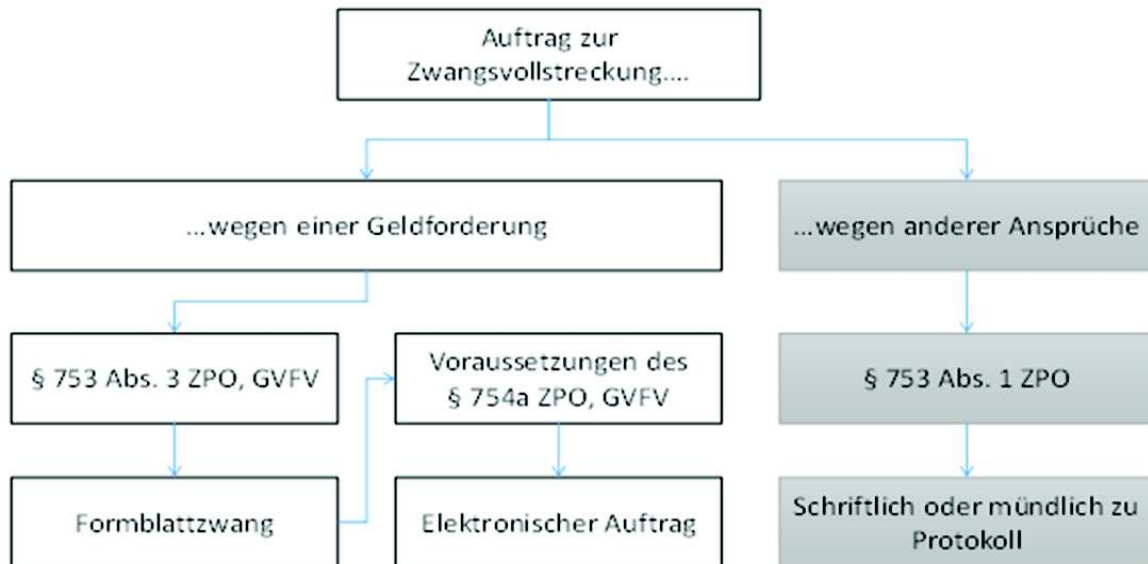 Auftrag zur
Zwangsvollstreckung....
...wegen einer Geldforderung
...wegen anderer Ansprüche
§ 753 Abs. 3 ZPO, GVFV
Voraussetzungen des
§ 754a ZPO, GVFV
§ 753 Abs. 1 ZPO
Formblattzwang
Elektronischer Auftrag
Schriftlich oder mündlich zu
Protokoll